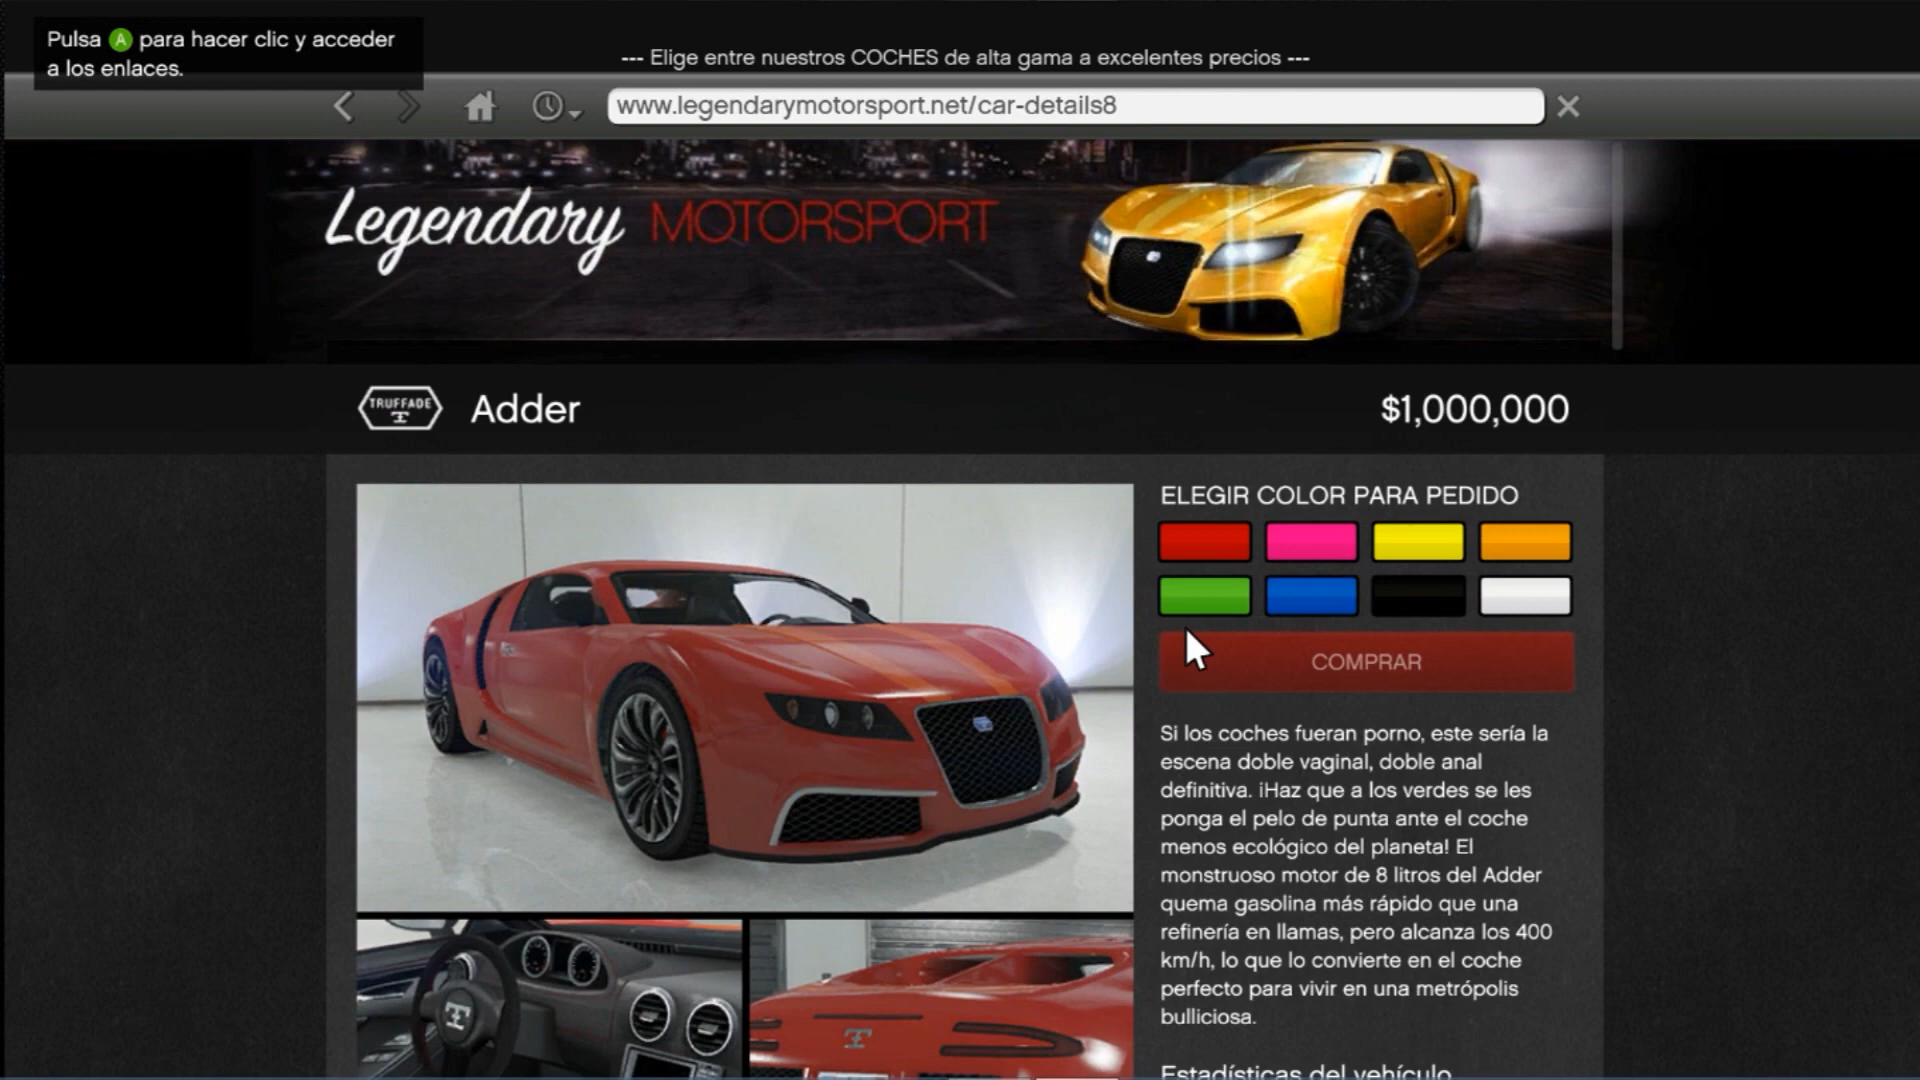 Pulsa A para hacer clic y acceder
a los enlaces.
--- Elige entre nuestros COCHES de alta gama a excelentes precios ---
www.legendarymotorsport.net/car-details8
Legendary MOTORSPORT
TRUFFADE
Adder
$1,000,000
ELEGIR COLOR PARA PEDIDO
COMPRAR
Si los coches fueran porno, este sería la
escena doble vaginal, doble anal
definitiva. ¡Haz que a los verdes se les
ponga el pelo de punta ante el coche
menos ecológico del planeta! El
monstruoso motor de 8 litros del Adder
quema gasolina más rápido que una
refinería en llamas, pero alcanza los 400
km/h, lo que lo convierte en el coche
perfecto para vivir en una metrópolis
bulliciosa.
Estadísticas del vehículo